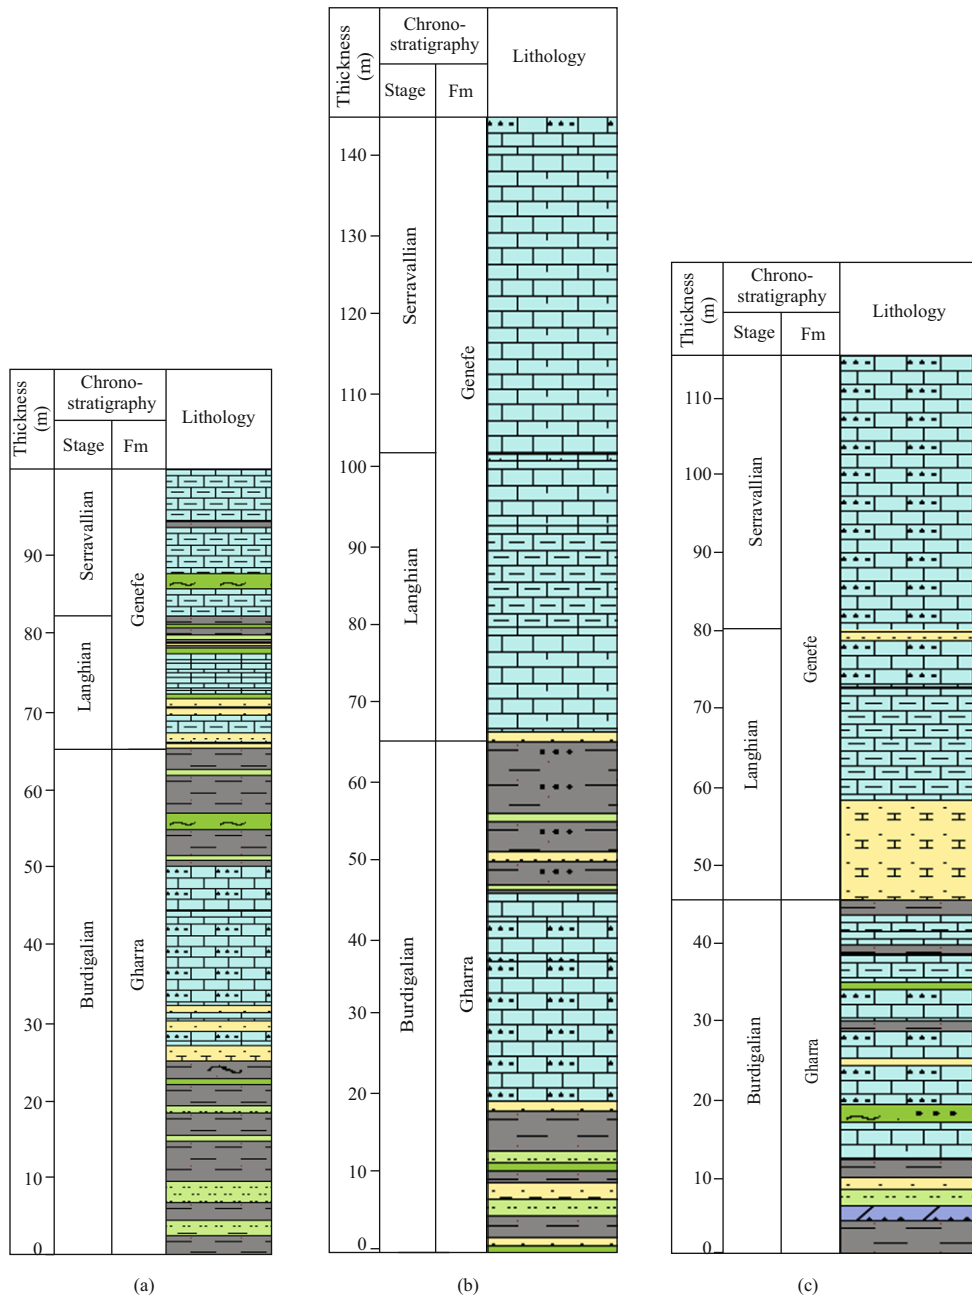 Thickness
(m)
Chrono-
stratigraphy
Stage
Fm
Lithology
Serravallian
Langhian
Burdigalian
Genefe
Gharra
90
80
70
60
50
40
30
20
10
0
(a)
Thickness
(m)
Chrono-
stratigraphy
Stage
Fm
Lithology
Serravallian
Langhian
Burdigalian
Genefe
Gharra
140
130
120
110
100
90
80
70
60
50
40
30
20
10
0
(b)
Thickness
(m)
Chrono-
stratigraphy
Stage
Fm
Lithology
Serravallian
Langhian
Burdigalian
Genefe
Gharra
110
100
90
80
70
60
50
40
30
20
10
0
(c)